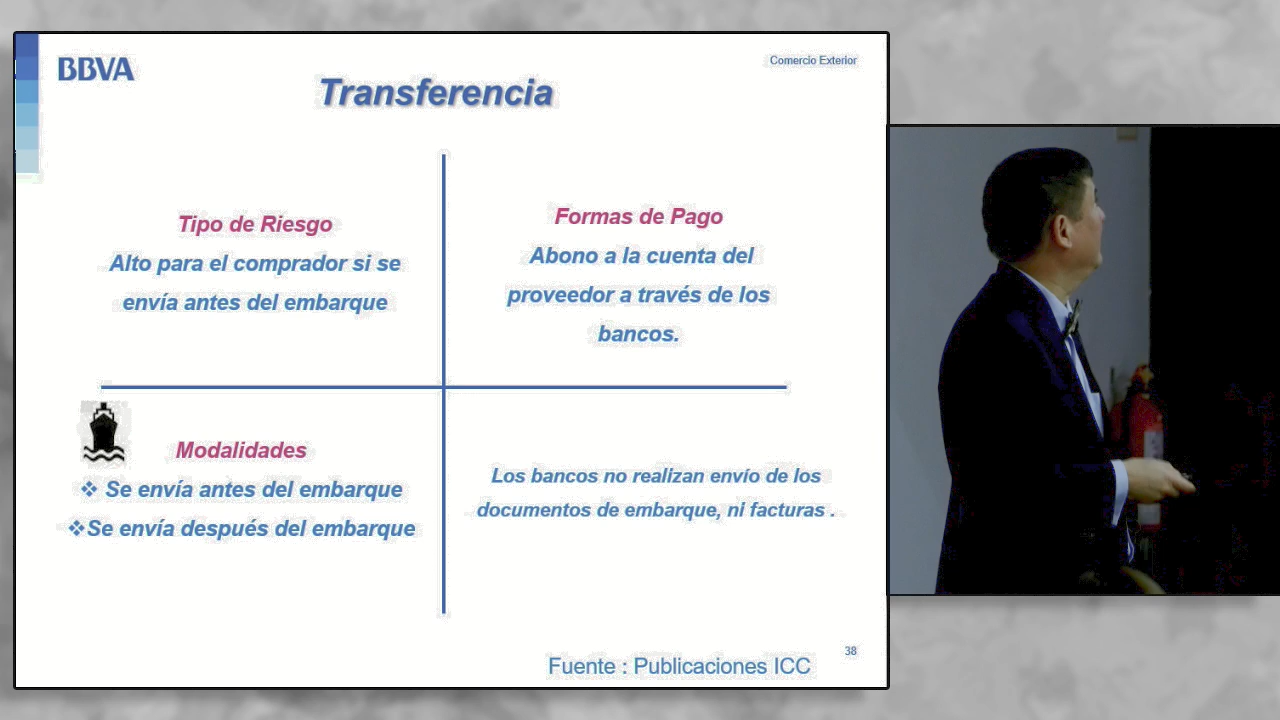 BBVA
Comercio Exterior
Transferencia
Tipo de Riesgo
Alto para el comprador si se
envía antes del embarque
Formas de Pago
Abono a la cuenta del
proveedor a través de los
bancos.
Modalidades
❖ Se envía antes del embarque
❖Se envía después del embarque
Los bancos no realizan envío de los
documentos de embarque, ni facturas .
38
Fuente : Publicaciones ICC